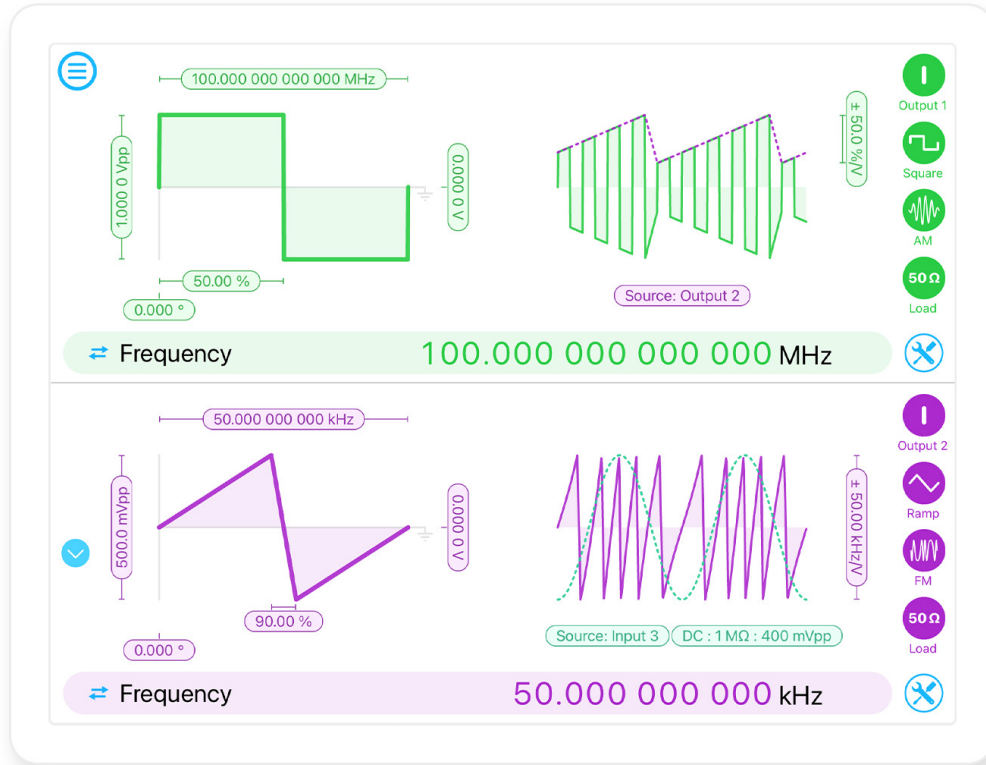 100.000 000 000 000 MHz
1.000 0 Vpp
0.000 0 V
50.00 %
0.000 °
± 50.0 %/V
Source: Output 2
Output 1
Square
AM
50 Ω
Load
Frequency 100.000 000 000 000 MHz
50.000 000 000 kHz
500.0 mVpp
0.000 0 V
90.00 %
0.000 °
± 50.00 kHz/V
Source: Input 3 DC : 1 MΩ : 400 mVpp
Output 2
Ramp
FM
50 Ω
Load
Frequency 50.000 000 000 kHz